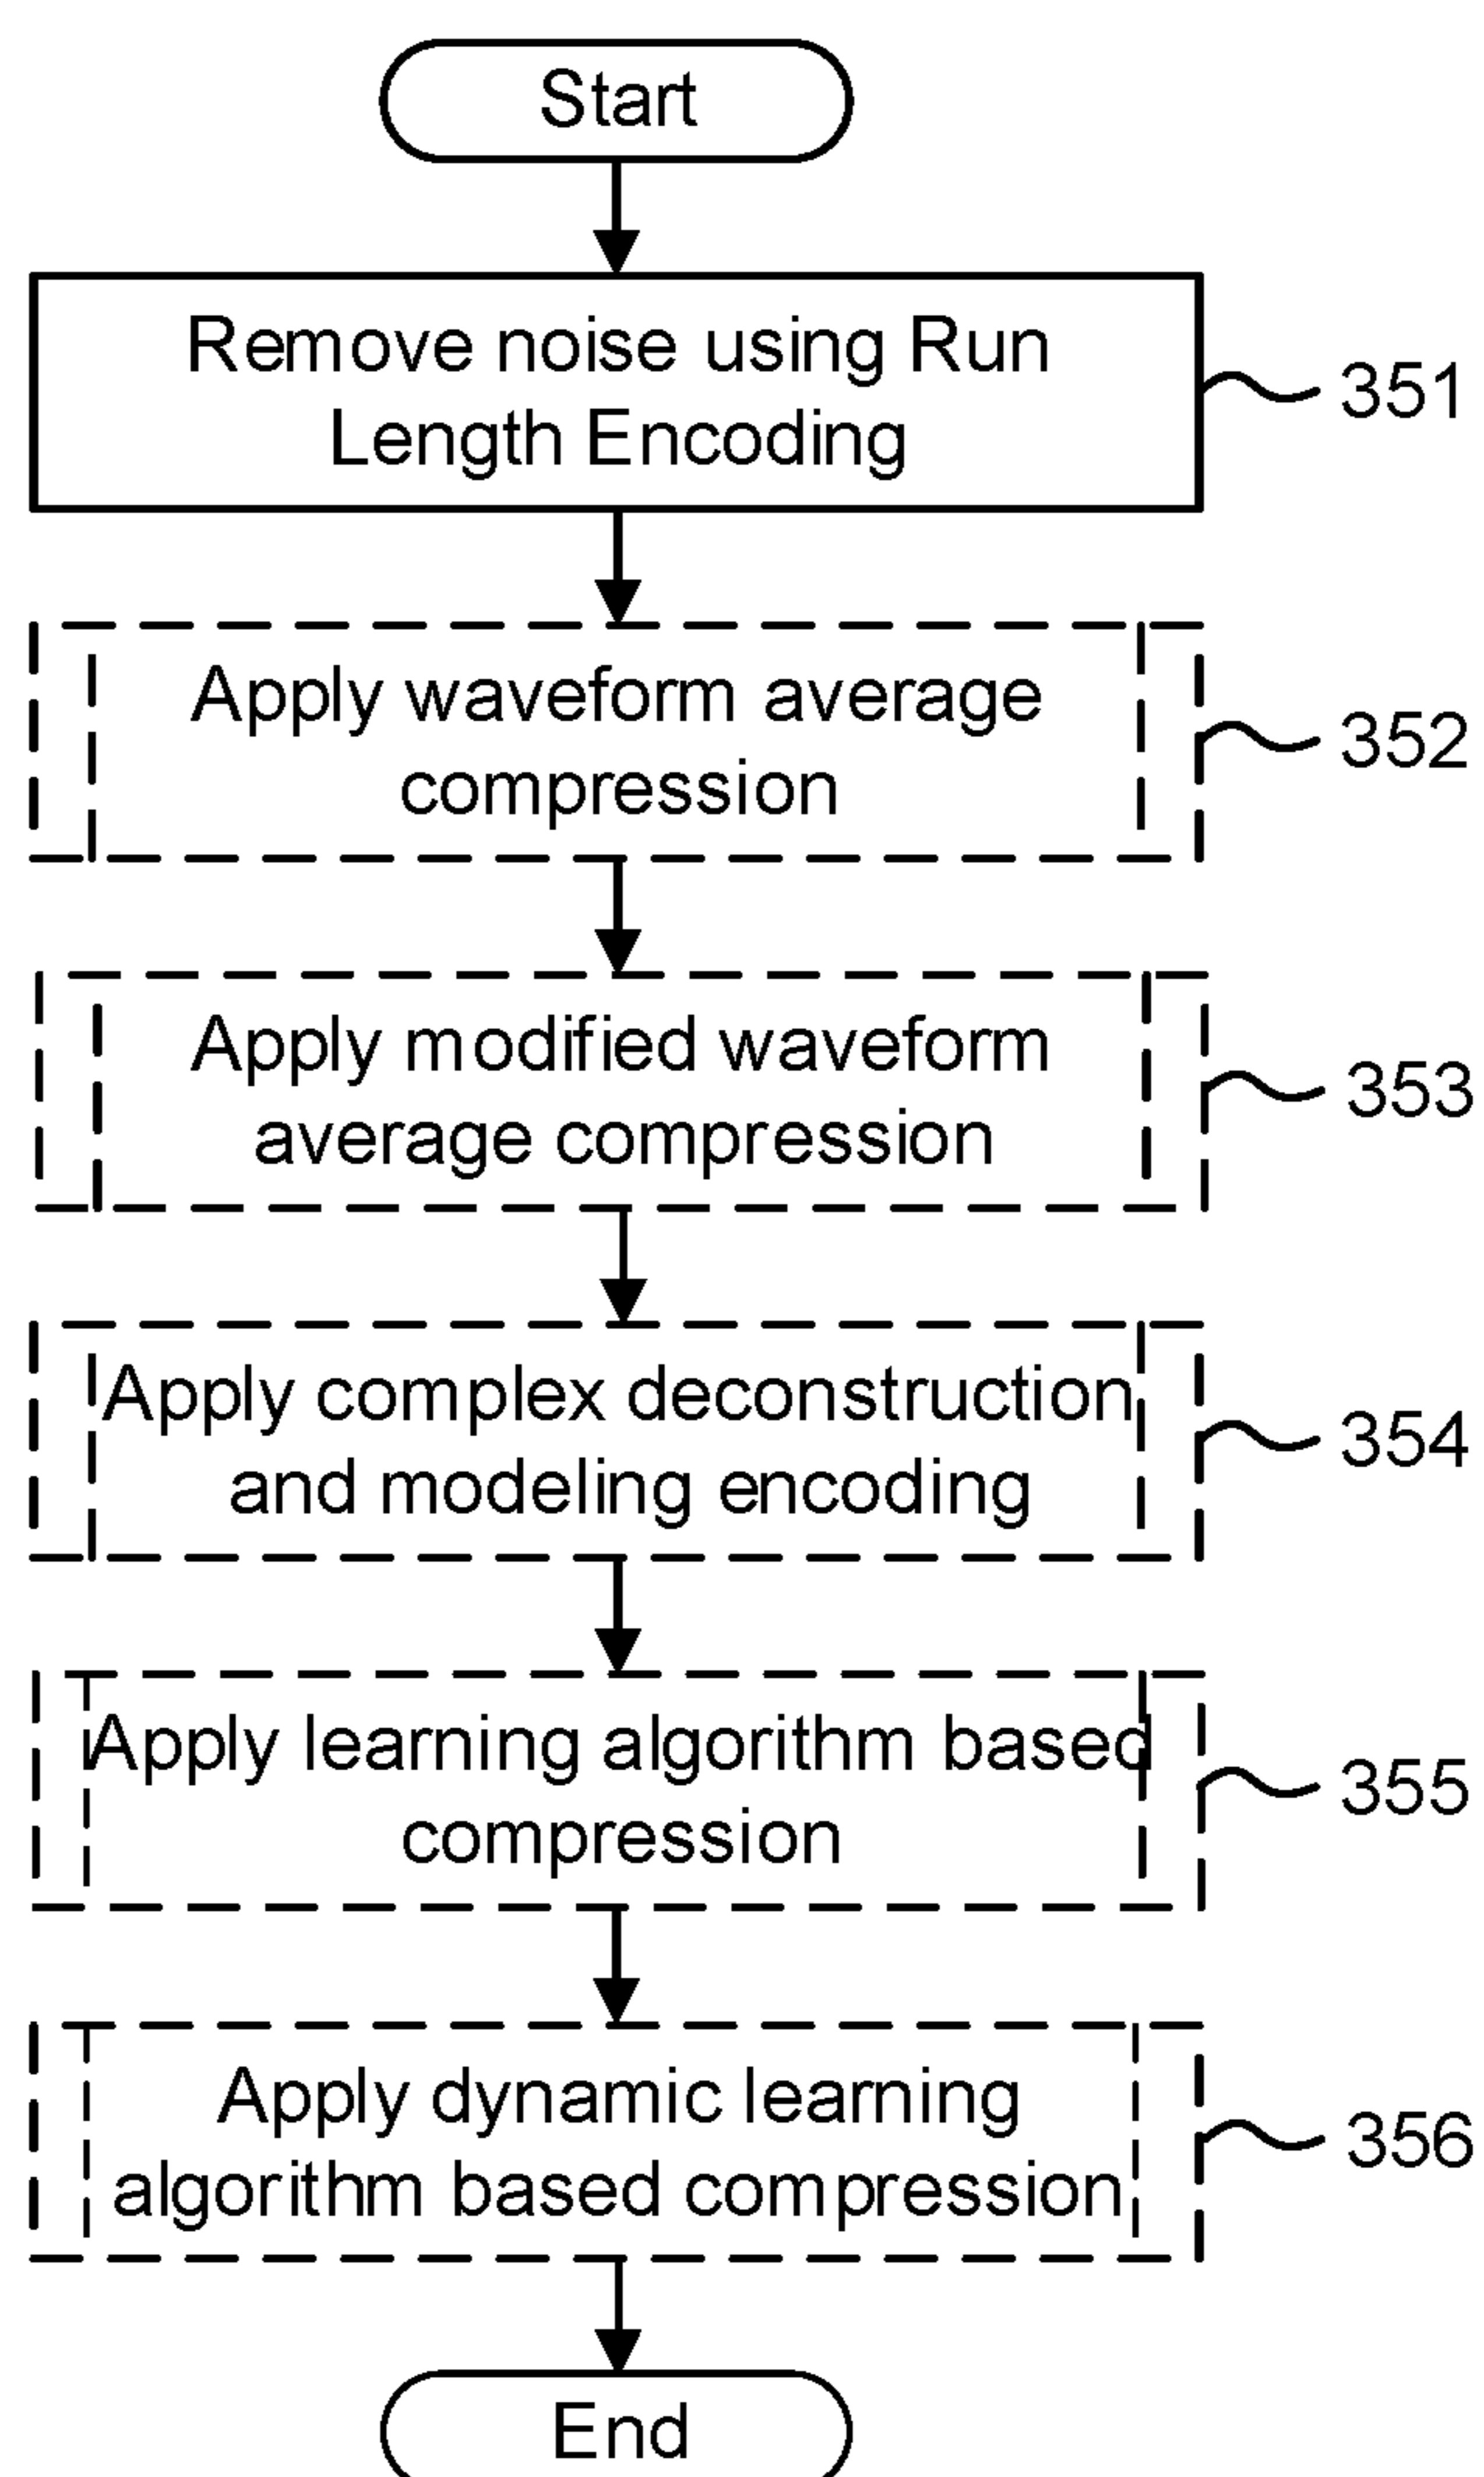 Start
Remove noise using Run
Length Encoding
351
Apply waveform average
compression
352
Apply modified waveform
average compression
353
Apply complex deconstruction
and modeling encoding
354
Apply learning algorithm based
compression
355
Apply dynamic learning
algorithm based compression
356
End